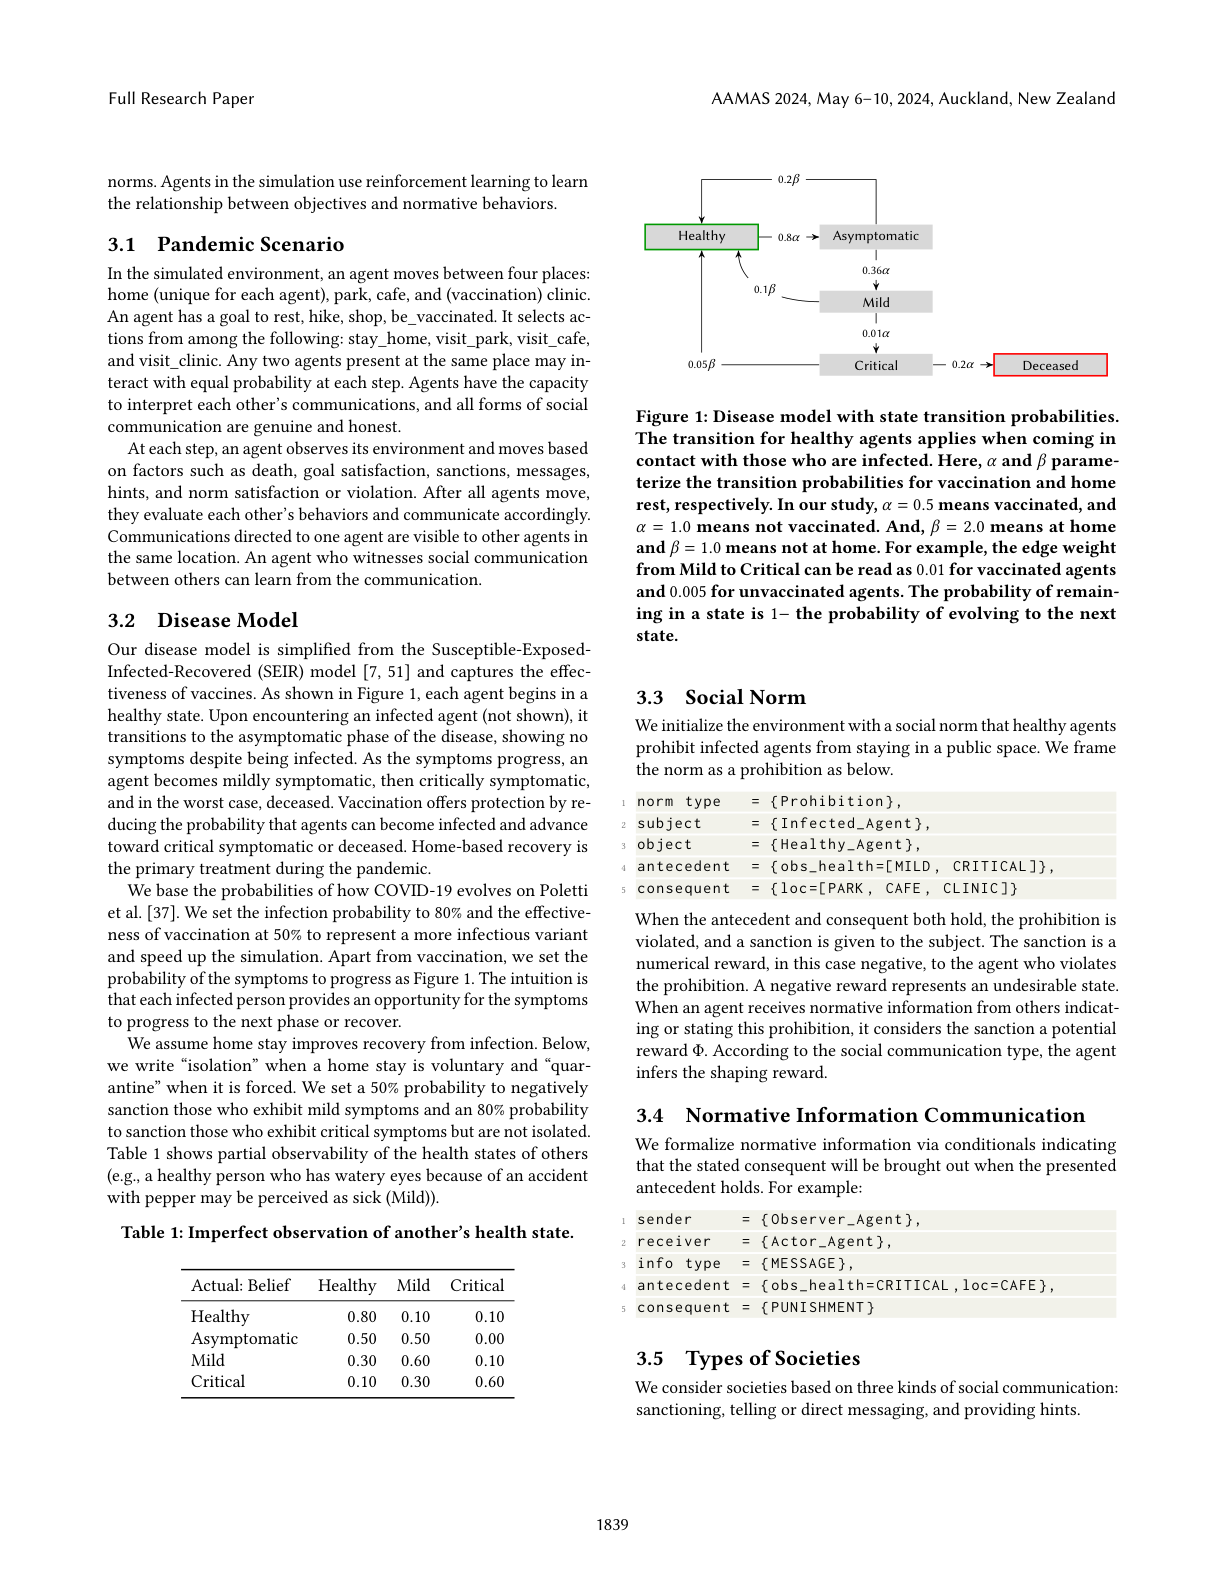 Full Research Paper
AAMAS 2024, May 6–10, 2024, Auckland, New Zealand
norms. Agents in the simulation use reinforcement learning to learn
the relationship between objectives and normative behaviors.
3.1 Pandemic Scenario
In the simulated environment, an agent moves between four places:
home (unique for each agent), park, cafe, and (vaccination) clinic.
An agent has a goal to rest, hike, shop, be_vaccinated. It selects ac-
tions from among the following: stay_home, visit_park, visit_cafe,
and visit_clinic. Any two agents present at the same place may in-
teract with equal probability at each step. Agents have the capacity
to interpret each other's communications, and all forms of social
communication are genuine and honest.
At each step, an agent observes its environment and moves based
on factors such as death, goal satisfaction, sanctions, messages,
hints, and norm satisfaction or violation. After all agents move,
they evaluate each other's behaviors and communicate accordingly.
Communications directed to one agent are visible to other agents in
the same location. An agent who witnesses social communication
between others can learn from the communication.
3.2 Disease Model
Our disease model is simplified from the Susceptible-Exposed-
Infected-Recovered (SEIR) model [7, 51] and captures the effec-
tiveness of vaccines. As shown in Figure 1, each agent begins in a
healthy state. Upon encountering an infected agent (not shown), it
transitions to the asymptomatic phase of the disease, showing no
symptoms despite being infected. As the symptoms progress, an
agent becomes mildly symptomatic, then critically symptomatic,
and in the worst case, deceased. Vaccination offers protection by re-
ducing the probability that agents can become infected and advance
toward critical symptomatic or deceased. Home-based recovery is
the primary treatment during the pandemic.
We base the probabilities of how COVID-19 evolves on Poletti
et al. [37]. We set the infection probability to 80% and the effective-
ness of vaccination at 50% to represent a more infectious variant
and speed up the simulation. Apart from vaccination, we set the
probability of the symptoms to progress as Figure 1. The intuition is
that each infected person provides an opportunity for the symptoms
to progress to the next phase or recover.
We assume home stay improves recovery from infection. Below,
we write “isolation” when a home stay is voluntary and “quar-
antine” when it is forced. We set a 50% probability to negatively
sanction those who exhibit mild symptoms and an 80% probability
to sanction those who exhibit critical symptoms but are not isolated.
Table 1 shows partial observability of the health states of others
(e.g., a healthy person who has watery eyes because of an accident
with pepper may be perceived as sick (Mild)).
Table 1: Imperfect observation of another's health state.
Actual: Belief Healthy Mild Critical
Healthy 0.80 0.10 0.10
Asymptomatic 0.50 0.50 0.00
Mild 0.30 0.60 0.10
Critical 0.10 0.30 0.60
0.2β
Healthy 0.8α Asymptomatic
0.36α
0.1β
Mild
0.01α
0.05β Critical 0.2α Deceased
Figure 1: Disease model with state transition probabilities.
The transition for healthy agents applies when coming in
contact with those who are infected. Here, α and β parame-
terize the transition probabilities for vaccination and home
rest, respectively. In our study, α = 0.5 means vaccinated, and
α = 1.0 means not vaccinated. And, β = 2.0 means at home
and β = 1.0 means not at home. For example, the edge weight
from Mild to Critical can be read as 0.01 for vaccinated agents
and 0.005 for unvaccinated agents. The probability of remain-
ing in a state is 1− the probability of evolving to the next
state.
3.3 Social Norm
We initialize the environment with a social norm that healthy agents
prohibit infected agents from staying in a public space. We frame
the norm as a prohibition as below.
1 norm type = {Prohibition},
2 subject = {Infected_Agent},
3 object = {Healthy_Agent},
4 antecedent = {obs_health=[MILD, CRITICAL]},
5 consequent = {loc=[PARK, CAFE, CLINIC]}
When the antecedent and consequent both hold, the prohibition is
violated, and a sanction is given to the subject. The sanction is a
numerical reward, in this case negative, to the agent who violates
the prohibition. A negative reward represents an undesirable state.
When an agent receives normative information from others indicat-
ing or stating this prohibition, it considers the sanction a potential
reward Φ. According to the social communication type, the agent
infers the shaping reward.
3.4 Normative Information Communication
We formalize normative information via conditionals indicating
that the stated consequent will be brought out when the presented
antecedent holds. For example:
1 sender = {Observer_Agent},
2 receiver = {Actor_Agent},
3 info type = {MESSAGE},
4 antecedent = {obs_health=CRITICAL,loc=CAFE},
5 consequent = {PUNISHMENT}
3.5 Types of Societies
We consider societies based on three kinds of social communication:
sanctioning, telling or direct messaging, and providing hints.
1839